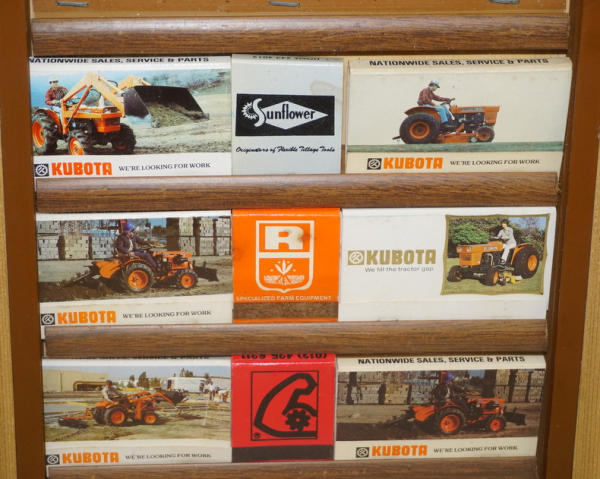 NATIONWIDE SALES, SERVICE & PARTS
NATIONWIDE SALES, SERVICE & PARTS
KUBOTA WE'RE LOOKING FOR WORK
Sunflower
Originators of Flexible Tillage Tools
KUBOTA WE'RE LOOKING FOR WORK
KUBOTA WE'RE LOOKING FOR WORK
R
SPECIALIZED FARM EQUIPMENT
KUBOTA
We fill the tractor gap
NATIONWIDE SALES, SERVICE & PARTS
KUBOTA WE'RE LOOKING FOR WORK
KUBOTA WE'RE LOOKING FOR WORK